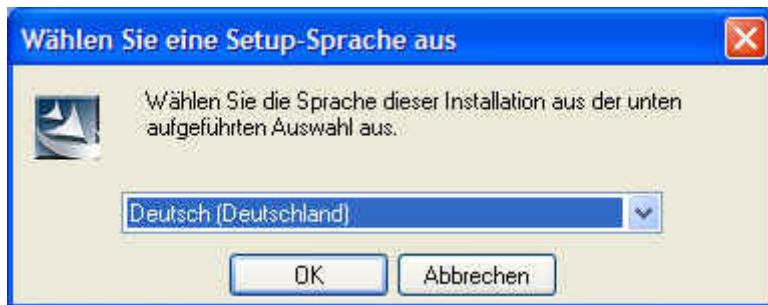 Wählen Sie eine Setup-Sprache aus
Wählen Sie die Sprache dieser Installation aus der unten
aufgeführten Auswahl aus.
Deutsch (Deutschland)
OK
Abbrechen